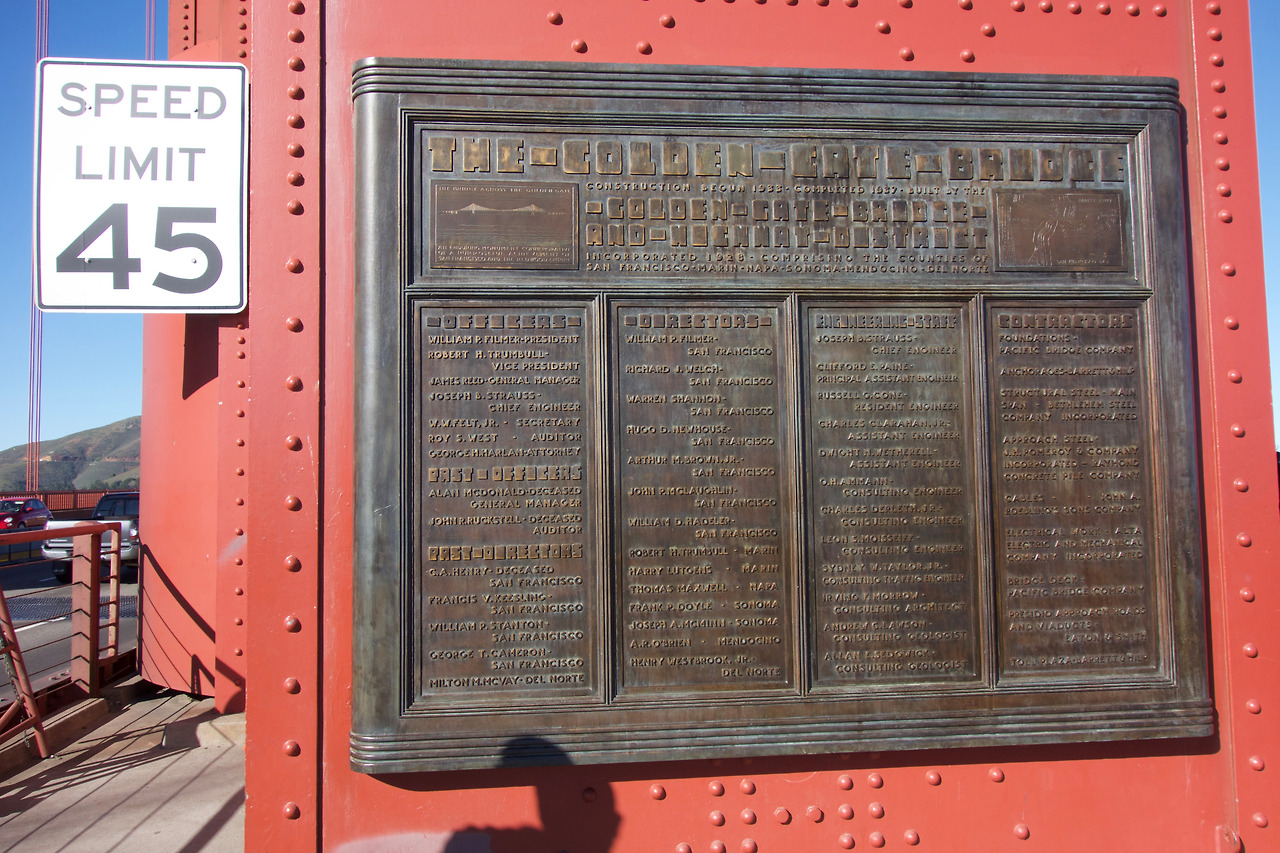 SPEED
LIMIT
45
THE-GOLDEN-GATE-BRIDGE
CONSTRUCTION BEGUN 1933 · COMPLETED 1937 · BUILT BY THE
-GOLDEN-GATE-BRIDGE-
AND-HIGHWAY-DISTRICT
INCORPORATED 1928 · COMPRISING THE COUNTIES OF
SAN FRANCISCO·MARIN·NAPA·SONOMA·MENDOCINO·DEL NORTE
THE BRIDGE ACROSS THE GOLDEN GATE
AN ENDURING MONUMENT COMMEMORATIVE
-OFFICERS-
WILLIAM P. FILMER·PRESIDENT
ROBERT H. TRUMBULL-
VICE PRESIDENT
JAMES REED·GENERAL MANAGER
JOSEPH B. STRAUSS-
CHIEF ENGINEER
W.W. FELT, JR. - SECRETARY
ROY S. WEST - AUDITOR
GEORGE H. HARLAN·ATTORNEY
PAST-OFFICERS
ALAN MCDONALD·DECEASED
GENERAL MANAGER
JOHN R. RUCKSTELL·DECEASED
AUDITOR
PAST-DIRECTORS
C.A. HENRY·DECEASED
SAN FRANCISCO
FRANCIS V. KEESLING-
SAN FRANCISCO
WILLIAM P. STANTON-
SAN FRANCISCO
GEORGE T. CAMERON-
SAN FRANCISCO
MILTON M. MCVAY·DEL NORTE
-DIRECTORS-
WILLIAM P. FILMER-
SAN FRANCISCO
RICHARD J. WELCH-
SAN FRANCISCO
WARREN SHANNON-
SAN FRANCISCO
HUGO D. NEWHOUSE-
SAN FRANCISCO
ARTHUR M. BROWN, JR.-
SAN FRANCISCO
JOHN P. MCLAUGHLIN-
SAN FRANCISCO
WILLIAM D. HADELER-
SAN FRANCISCO
ROBERT H. TRUMBULL - MARIN
HARRY LUTGENS - MARIN
THOMAS MAXWELL - NAPA
FRANK P. DOYLE - SONOMA
JOSEPH A. MCMINN - SONOMA
A.R. O'BRIEN - MENDOCINO
HENRY WESTBROOK, JR.-
DEL NORTE
ENGINEERING-STAFF
JOSEPH B. STRAUSS-
CHIEF ENGINEER
CLIFFORD E. PAINE-
PRINCIPAL ASSISTANT ENGINEER
RUSSELL G. CONE-
RESIDENT ENGINEER
CHARLES CLARAHAN, JR.-
ASSISTANT ENGINEER
DWIGHT N. WETHERELL-
ASSISTANT ENGINEER
O.H. AMMANN-
CONSULTING ENGINEER
CHARLES DERLETH, JR.-
CONSULTING ENGINEER
LEON S. MOISSEIFF-
CONSULTING ENGINEER
SYDNEY W. TAYLOR, JR.-
CONSULTING TRAFFIC ENGINEER
IRVING F. MORROW-
CONSULTING ARCHITECT
ANDREW C. LAWSON-
CONSULTING GEOLOGIST
ALLAN E. SEDGWICK-
CONSULTING GEOLOGIST
CONTRACTORS
FOUNDATIONS -
PACIFIC BRIDGE COMPANY
ANCHORAGES·BARRETT & H.L.P
STRUCTURAL STEEL - MAIN
SPAN - BETHLEHEM STEEL
COMPANY INCORPORATED
APPROACH STEEL-
J.H. POMEROY & COMPANY
INCORPORATED - RAYMOND
CONCRETE PILE COMPANY
CABLES - JOHN A.
ROEBLING'S SONS COMPANY
ELECTRICAL WORK - ALTA
ELECTRIC AND MECHANICAL
COMPANY INCORPORATED
BRIDGE DECK -
PACIFIC BRIDGE COMPANY
PRESIDIO APPROACH ROADS
AND VIADUCTS -
EATON & SMITH
TOLL PLAZA·BARRETT & H.L.P